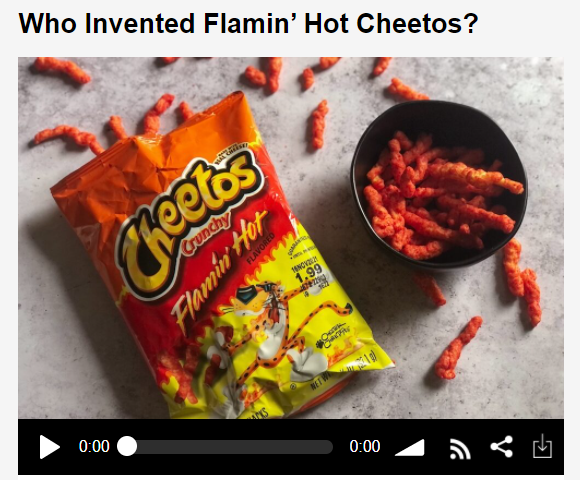 Who Invented Flamin’ Hot Cheetos?
Cheetos
Crunchy
Flamin' Hot
FLAVORED
1.99
0:00
0:00